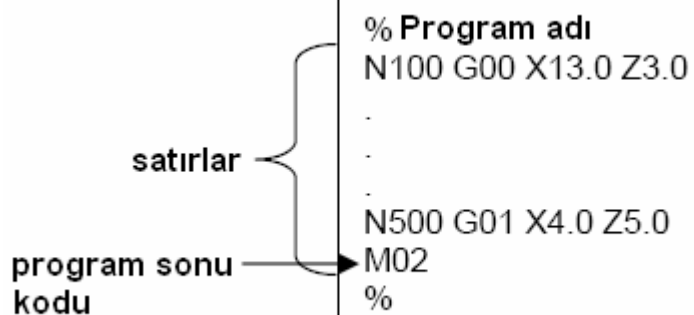 % Program adı
N100 G00 X13.0 Z3.0
.
.
.
satırlar
N500 G01 X4.0 Z5.0
program sonu kodu
M02
%